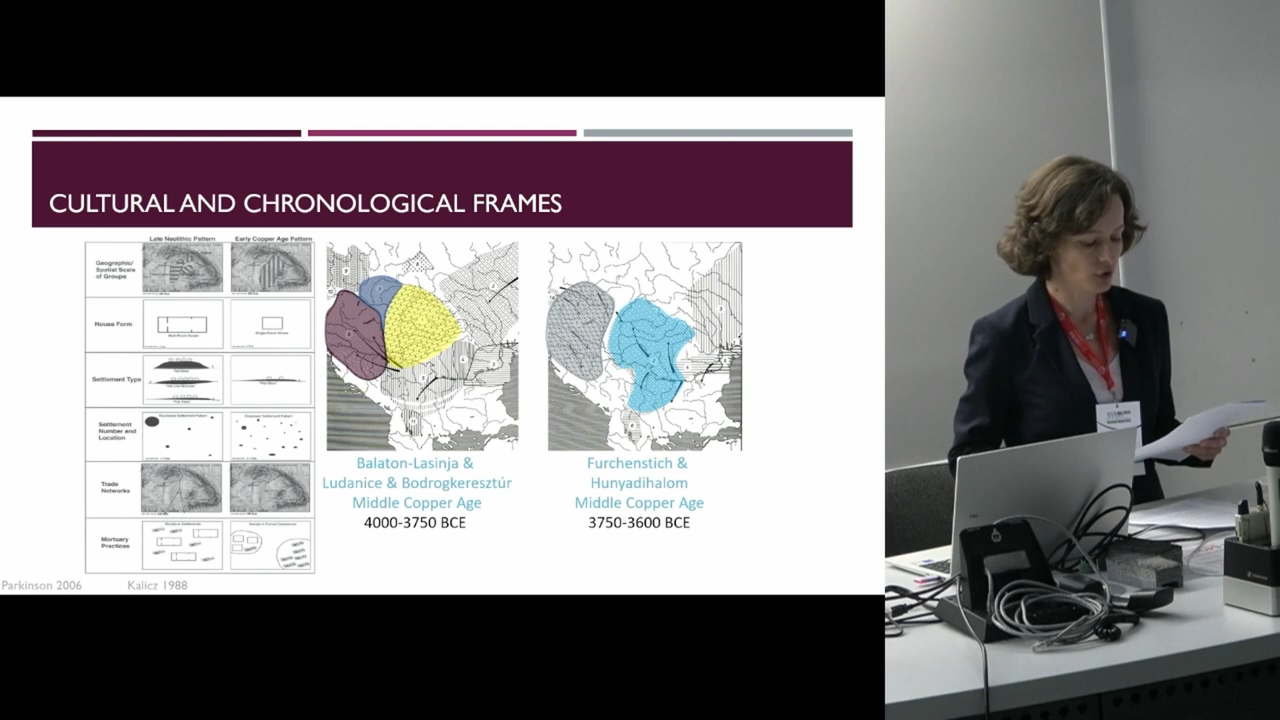 CULTURAL AND CHRONOLOGICAL FRAMES
Late Neolithic Pattern
Early Copper Age Pattern
Geographic/
Spatial Scale
of Groups
House Form
Settlement Type
Settlement
Number and
Location
Trade
Networks
Mortuary
Practices
Balaton-Lasinja &
Ludanice & Bodrogkeresztúr
Middle Copper Age
4000-3750 BCE
Furchenstich &
Hunyadihalom
Middle Copper Age
3750-3600 BCE
Parkinson 2006
Kalicz 1988